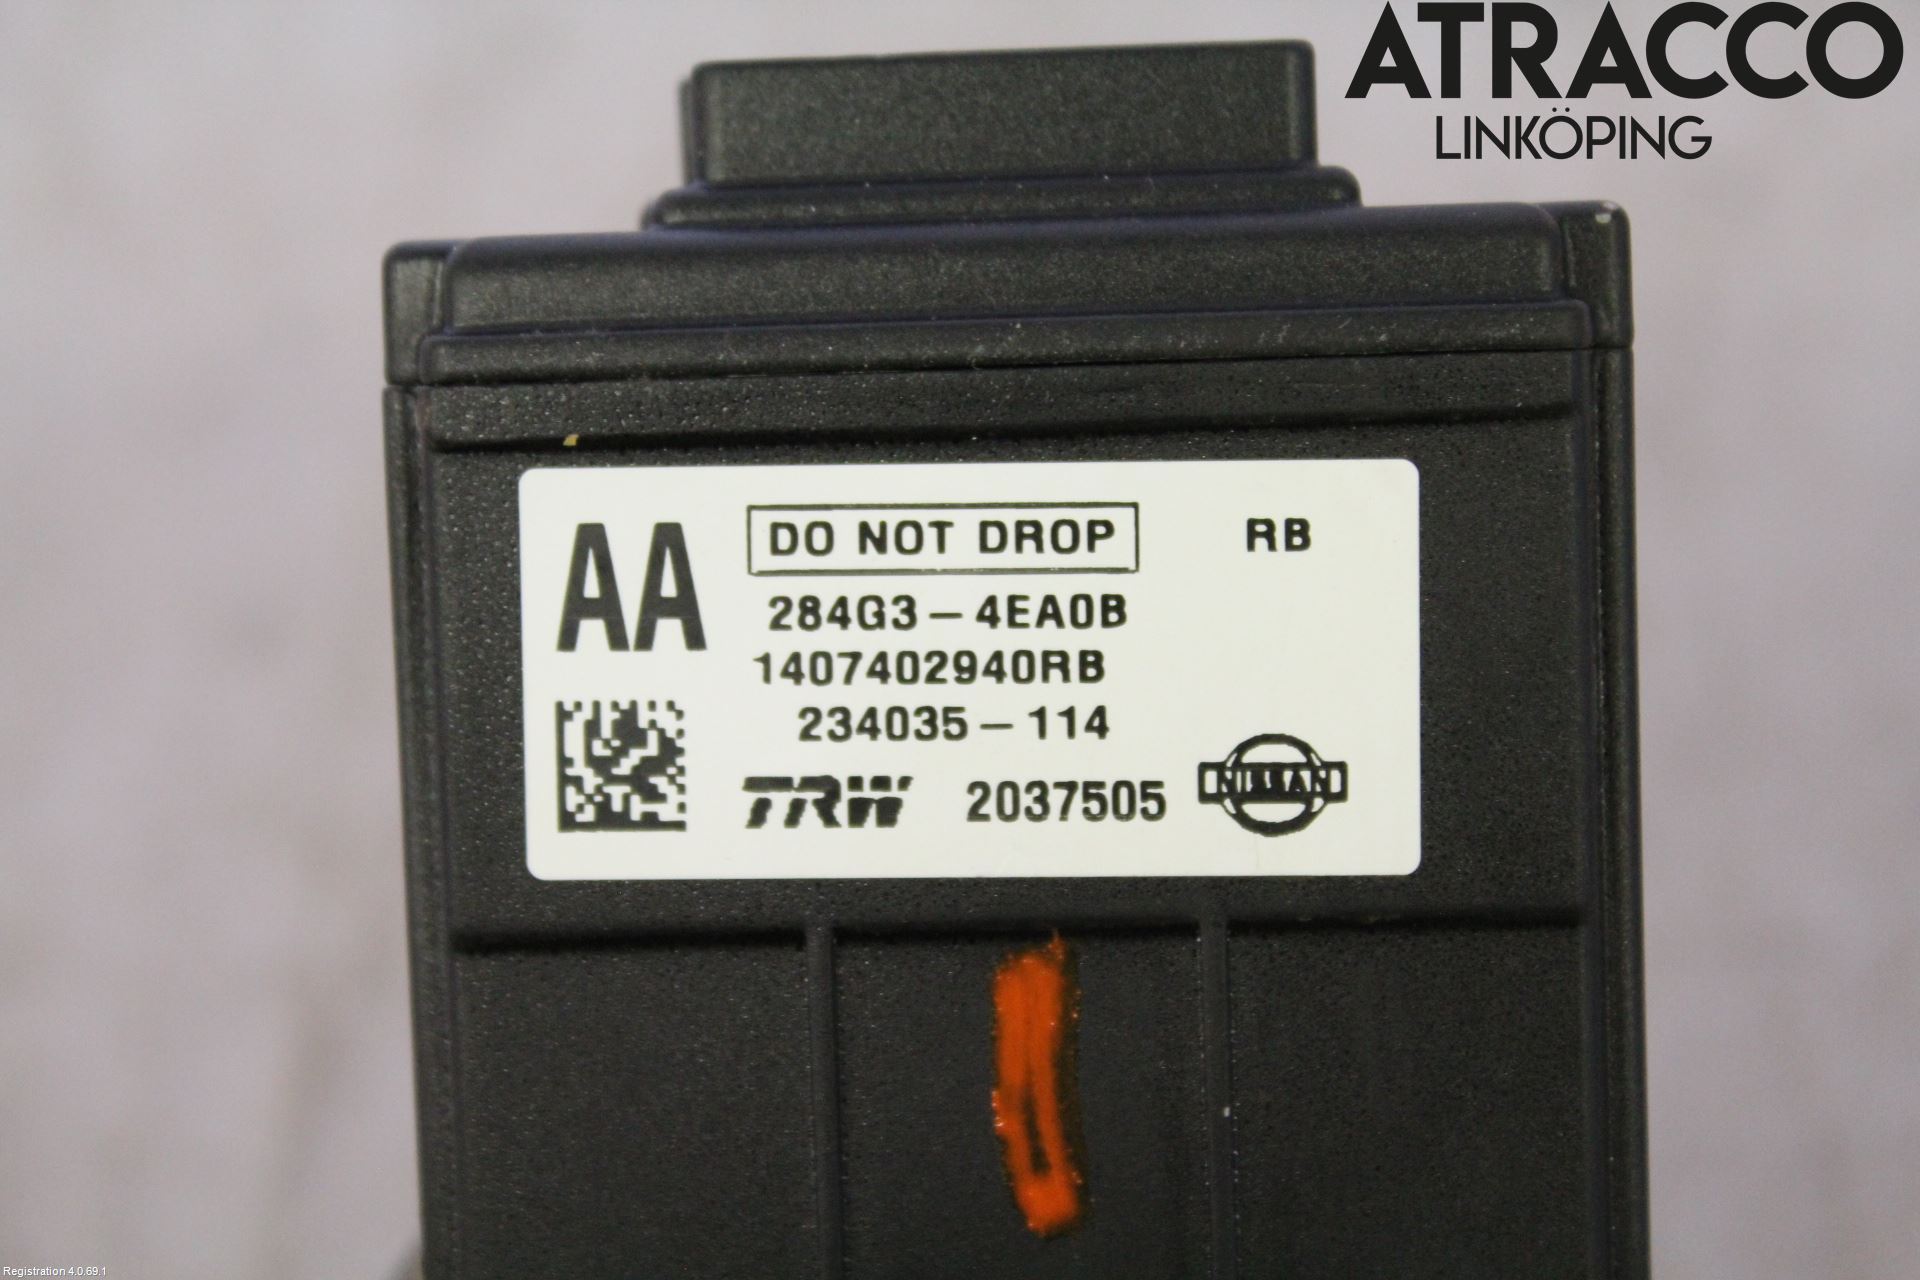 ATRACCO
LINKÖPING
AA
DO NOT DROP
RB
284G3-4EA0B
1407402940RB
234035-114
TRW 2037505 NISSAN
Registration 4.0.69.1